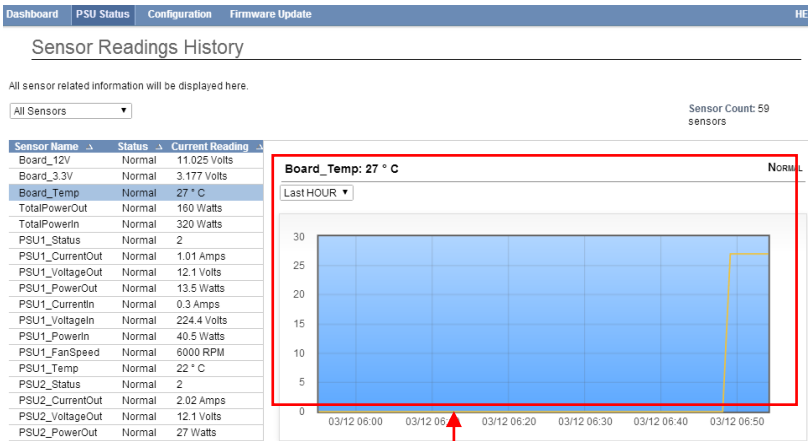 Dashboard PSU Status Configuration Firmware Update HE
Sensor Readings History
All sensor related information will be displayed here.
All Sensors
Sensor Count: 59
sensors
Sensor Name Status Current Reading
Board_12V Normal 11.025 Volts
Board_3.3V Normal 3.177 Volts
Board_Temp Normal 27 ° C
TotalPowerOut Normal 160 Watts
TotalPowerIn Normal 320 Watts
PSU1_Status Normal 2
PSU1_CurrentOut Normal 1.01 Amps
PSU1_VoltageOut Normal 12.1 Volts
PSU1_PowerOut Normal 13.5 Watts
PSU1_CurrentIn Normal 0.3 Amps
PSU1_VoltageIn Normal 224.4 Volts
PSU1_PowerIn Normal 40.5 Watts
PSU1_FanSpeed Normal 6000 RPM
PSU1_Temp Normal 22 ° C
PSU2_Status Normal 2
PSU2_CurrentOut Normal 2.02 Amps
PSU2_VoltageOut Normal 12.1 Volts
PSU2_PowerOut Normal 27 Watts
Board_Temp: 27 ° C
NORMAL
Last HOUR
30
25
20
15
10
5
0
03/12 06:00 03/12 06: 03/12 06:20 03/12 06:30 03/12 06:40 03/12 06:50